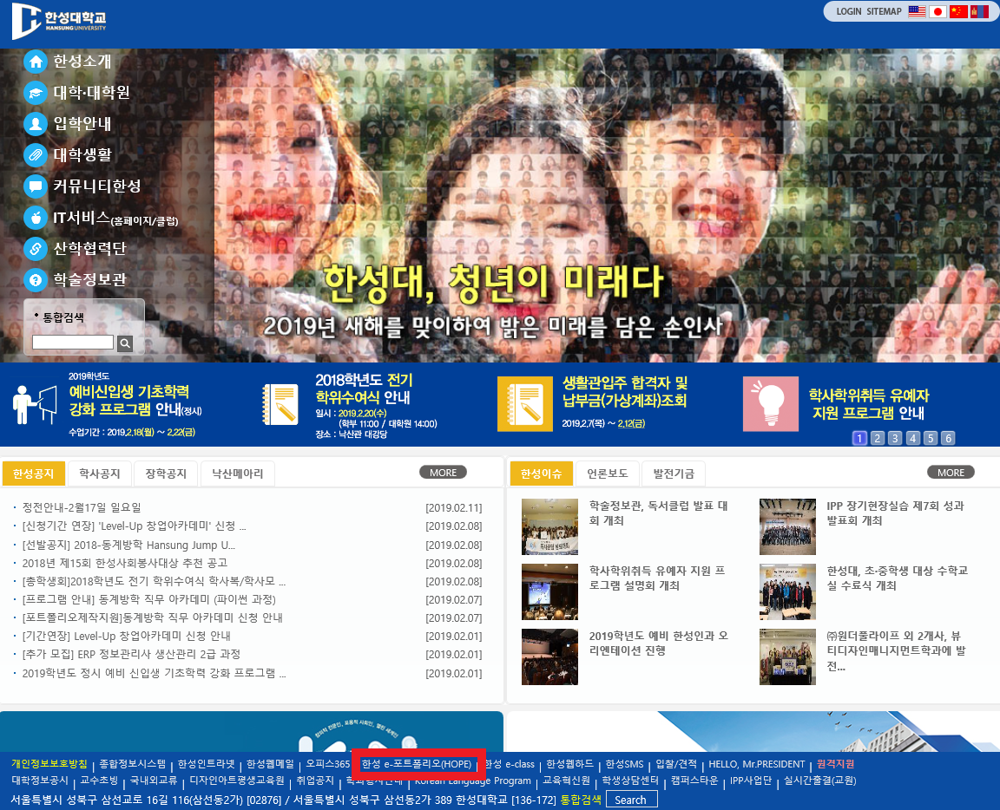 한성대학교
HANSUNG UNIVERSITY
LOGIN SITEMAP
한성소개
대학·대학원
입학안내
대학생활
커뮤니티한성
IT서비스(홈페이지/클럽)
산학협력단
학술정보관
통합검색
한성대, 청년이 미래다
2019년 새해를 맞이하여 밝은 미래를 담은 손인사
2019학년도
예비신입생 기초학력
강화 프로그램 안내(정시)
수업기간 : 2019.2.18(월) ~ 2.22(금)
2018학년도 전기
학위수여식 안내
일시 : 2019.2.20(수)
(학부 11:00 / 대학원 14:00)
장소 : 낙산관 대강당
생활관입주 합격자 및
납부금(가상계좌)조회
2019.2.7(목) ~ 2.12(금)
학사학위취득 유예자
지원 프로그램 안내
1 2 3 4 5 6
한성공지 학사공지 장학공지 낙산메아리 MORE
정전안내-2월17일 일요일 [2019.02.11]
[신청기간 연장] 'Level-Up 창업아카데미' 신청 ... [2019.02.08]
[선발공지] 2018-동계방학 Hansung Jump U... [2019.02.08]
2018년 제15회 한성사회봉사대상 추천 공고 [2019.02.08]
[총학생회]2018학년도 전기 학위수여식 학사복/학사모 ... [2019.02.08]
[프로그램 안내] 동계방학 직무 아카데미 (파이썬 과정) [2019.02.07]
[포트폴리오제작지원]동계방학 직무 아카데미 신청 안내 [2019.02.07]
[기간연장] Level-Up 창업아카데미 신청 안내 [2019.02.01]
[추가 모집] ERP 정보관리사 생산관리 2급 과정 [2019.02.01]
2019학년도 정시 예비 신입생 기초학력 강화 프로그램 ... [2019.02.01]
한성이슈 언론보도 발전기금 MORE
학술정보관, 독서클럽 발표 대
회 개최
IPP 장기현장실습 제7회 성과
발표회 개최
학사학위취득 유예자 지원 프
로그램 설명회 개최
한성대, 초·중학생 대상 수학교
실 수료식 개최
2019학년도 예비 한성인과 오
리엔테이션 진행
㈜원더풀라이프 외 2개사, 뷰
티디자인매니지먼트학과에 발
전...
창의적 전문인, 포용적 사회인, 열린 세계인
개인정보보호방침 | 종합정보시스템 | 한성인트라넷 | 한성웹메일 | 오피스365 한성 e-포트폴리오(HOPE) | 한성 e-class | 한성웹하드 | 한성SMS | 입찰/견적 | HELLO, Mr.PRESIDENT | 원격지원
대학정보공시 | 교수초빙 | 국내외교류 | 디자인아트평생교육원 | 취업공지 | 학회행사안내 | Korean Language Program | 교육혁신원 | 학생상담센터 | 캠퍼스타운 | IPP사업단 | 실시간출결(교원)
서울특별시 성북구 삼선교로 16길 116(삼선동2가) [02876] / 서울특별시 성북구 삼선동2가 389 한성대학교 [136-172] 통합검색 Search